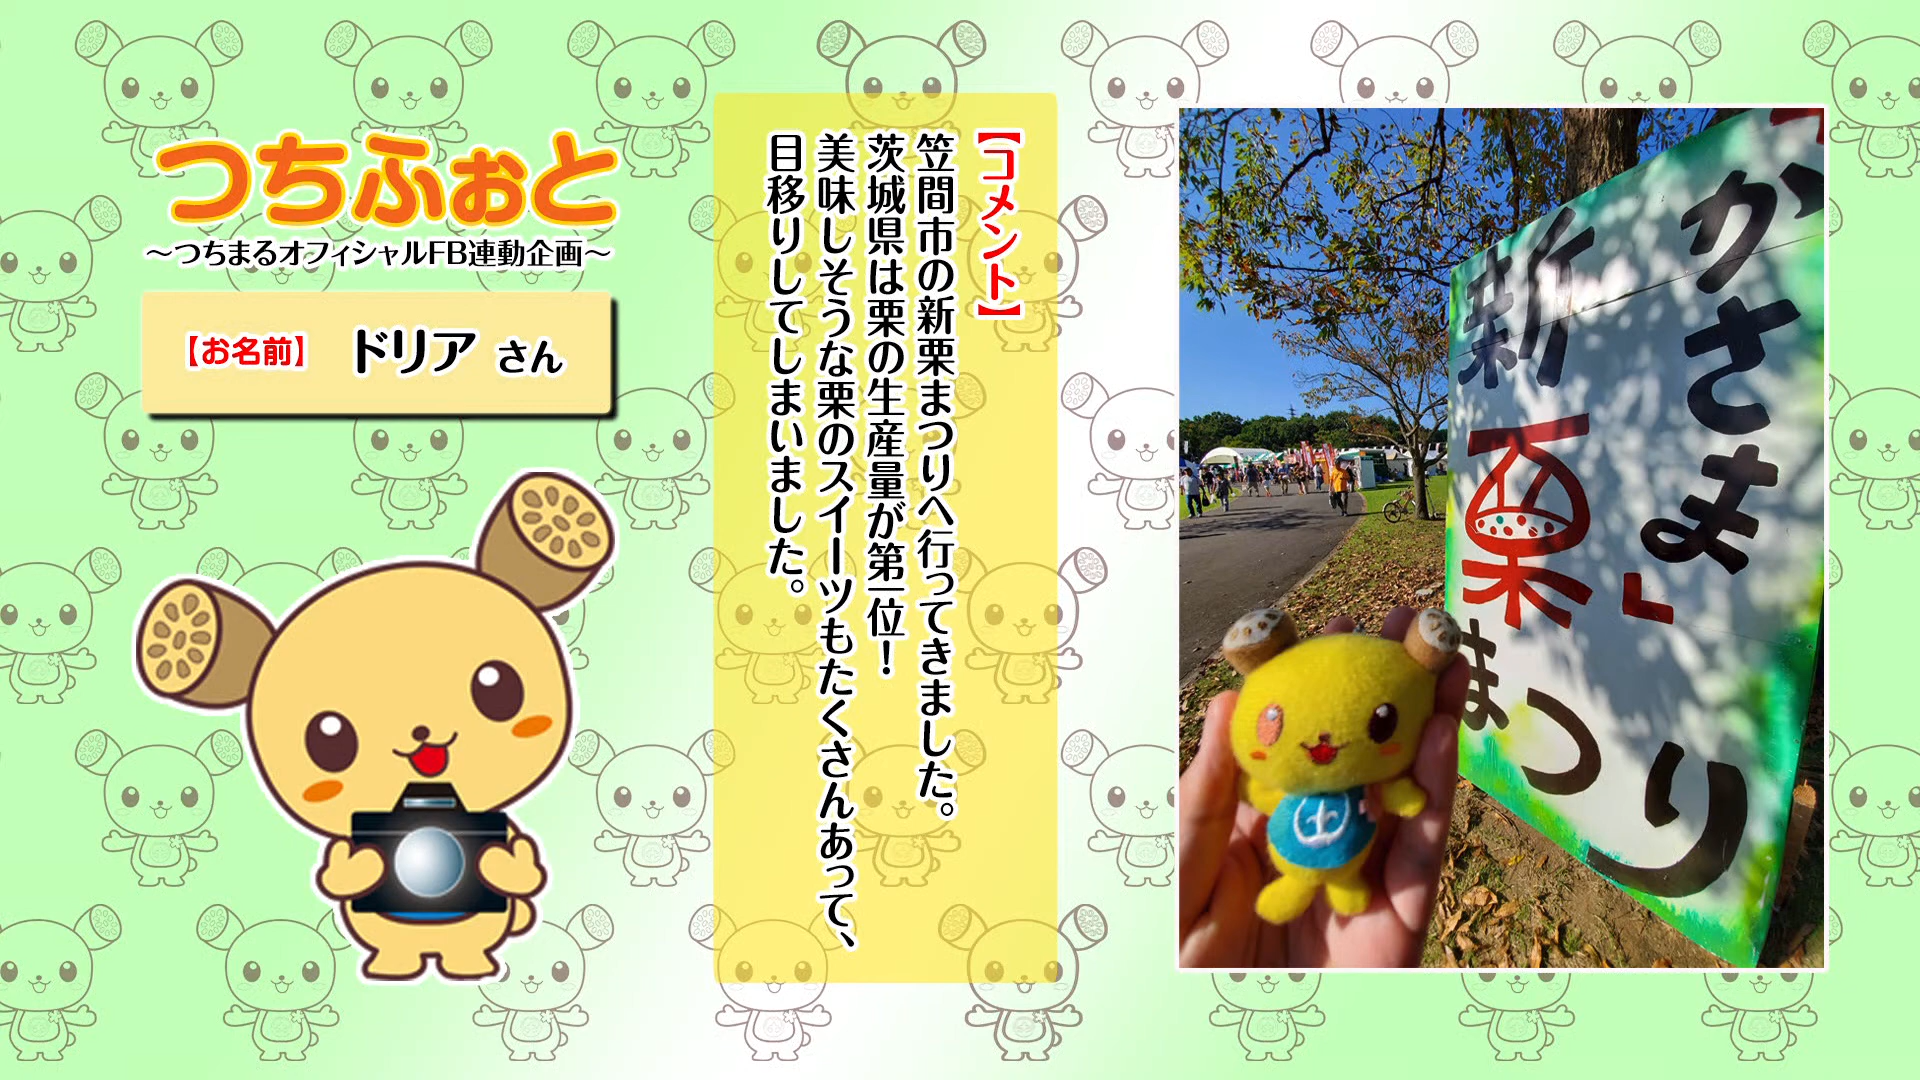 つちふぉと
～つちまるオフィシャルFB連動企画～
【お名前】 ドリア さん
【コメント】
笠間市の新栗まつりへ行ってきました。
茨城県は栗の生産量が第一位！
美味しそうな栗のスイーツもたくさんあって、
目移りしてしまいました。
かさま
新栗まつり
土